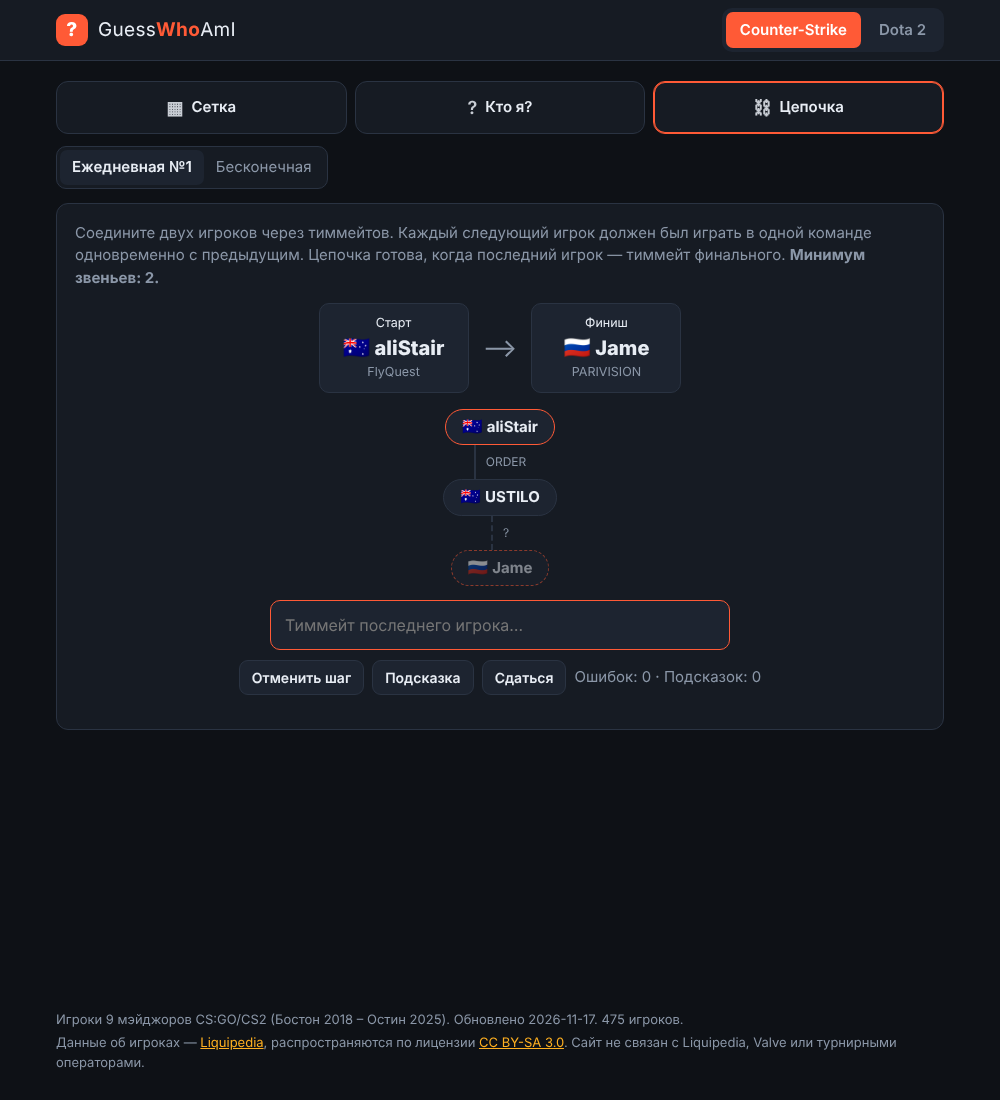 ? GuessWhoAmI
Counter-Strike Dota 2
Сетка ? Кто я? Цепочка
Ежедневная №1 Бесконечная
Соедините двух игроков через тиммейтов. Каждый следующий игрок должен был играть в одной команде
одновременно с предыдущим. Цепочка готова, когда последний игрок — тиммейт финального. Минимум
звеньев: 2.
Старт
aliStair
FlyQuest
Финиш
Jame
PARIVISION
aliStair
ORDER
USTILO
?
Jame
Тиммейт последнего игрока...
Отменить шаг Подсказка Сдаться Ошибок: 0 · Подсказок: 0
Игроки 9 мэйджоров CS:GO/CS2 (Бостон 2018 – Остин 2025). Обновлено 2026-11-17. 475 игроков.
Данные об игроках — Liquipedia, распространяются по лицензии CC BY-SA 3.0. Сайт не связан с Liquipedia, Valve или турнирными
операторами.